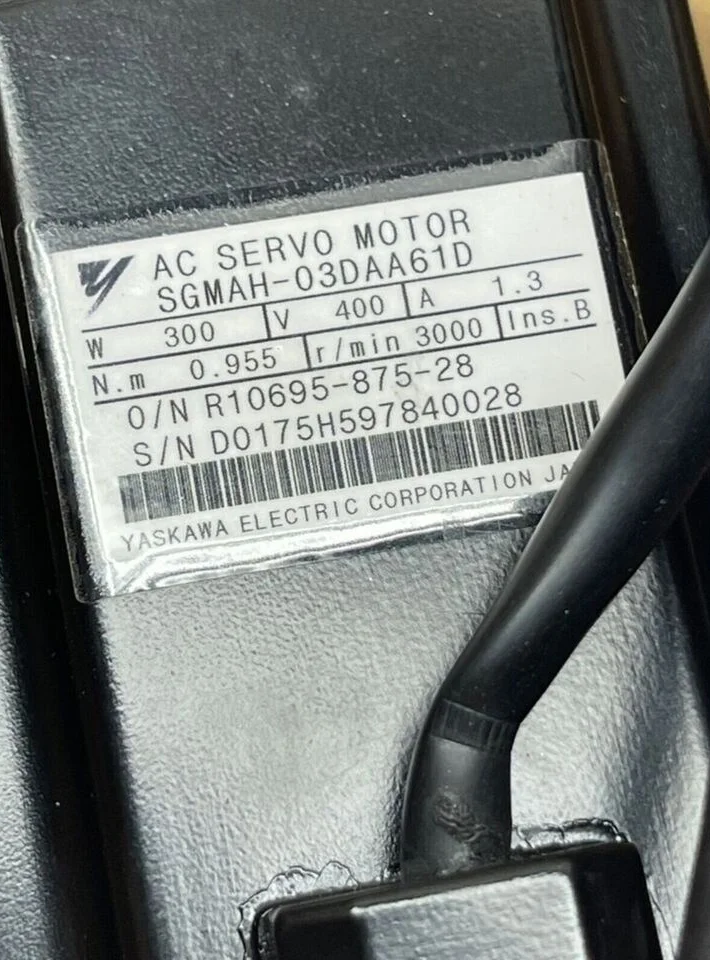 AC SERVO MOTOR
SGMAH-03DAA61D
W 300 V 400 A 1.3
N.m 0.955 r/min 3000 Ins.B
O/N R10695-875-28
S/N D0175H597840028
YASKAWA ELECTRIC CORPORATION JA